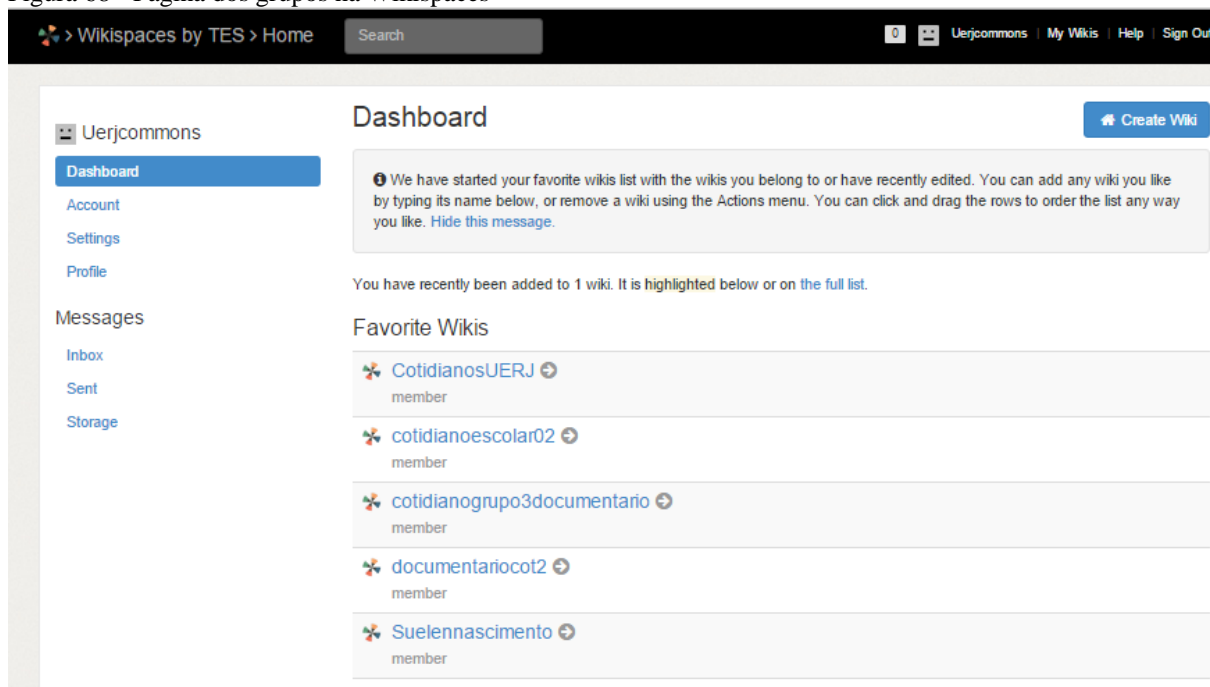 > Wikispaces by TES > Home
Search
0
Uerjcommons | My Wikis | Help | Sign Out
Uerjcommons
Dashboard
Account
Settings
Profile
Messages
Inbox
Sent
Storage
Dashboard
Create Wiki
We have started your favorite wikis list with the wikis you belong to or have recently edited. You can add any wiki you like
by typing its name below, or remove a wiki using the Actions menu. You can click and drag the rows to order the list any way
you like. Hide this message.
You have recently been added to 1 wiki. It is highlighted below or on the full list.
Favorite Wikis
CotidianosUERJ
member
cotidianoescolar02
member
cotidianogrupo3documentario
member
documentariocot2
member
Suelennascimento
member